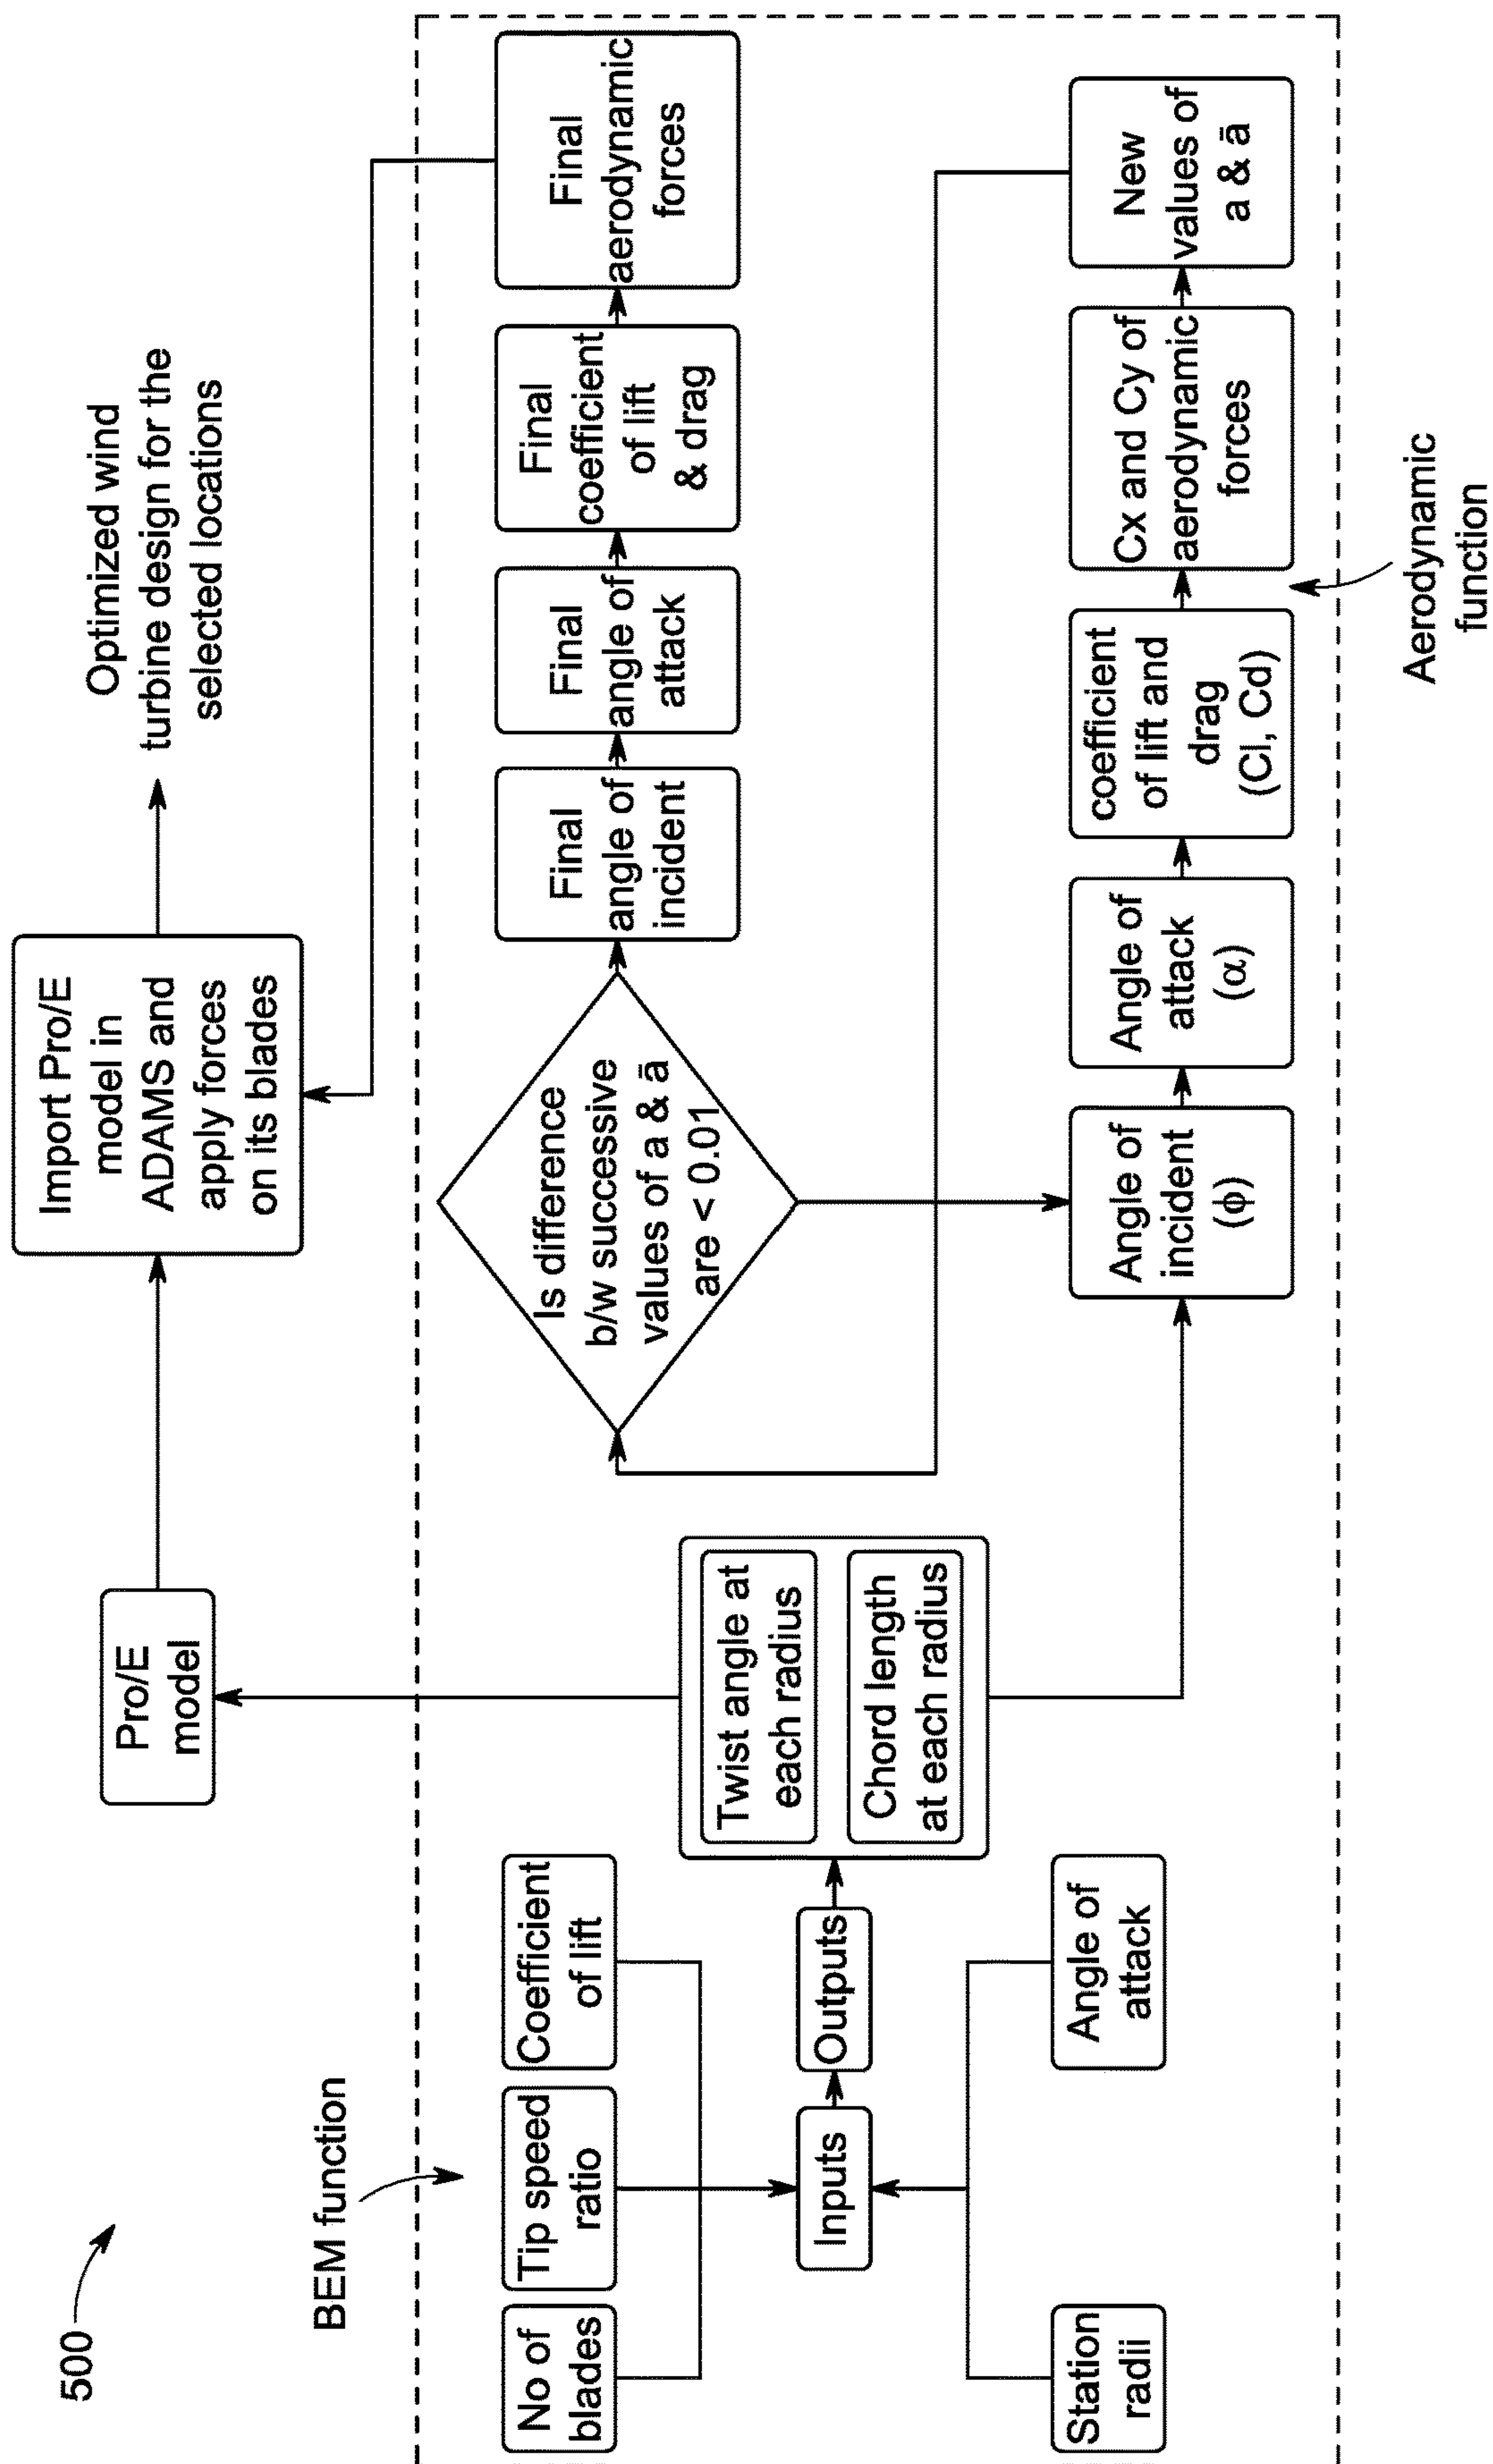 500
BEM function
No of
blades
Tip speed
ratio
Coefficient
of lift
Inputs
Outputs
Station
radii
Angle of
attack
Twist angle at
each radius
Chord length
at each radius
Pro/E
model
Import Pro/E
model in
ADAMS and
apply forces
on its blades
Optimized wind
turbine design for the
selected locations
Is difference
b/w successive
values of a & ā
are < 0.01
Final
angle of
incident
Final
angle of
attack
Final
coefficient
of lift
& drag
Final
aerodynamic
forces
Angle of
incident
(ϕ)
Angle of
attack
(α)
coefficient
of lift and
drag
(Cl, Cd)
Cx and Cy of
aerodynamic
forces
New
values of
a & ā
Aerodynamic
function